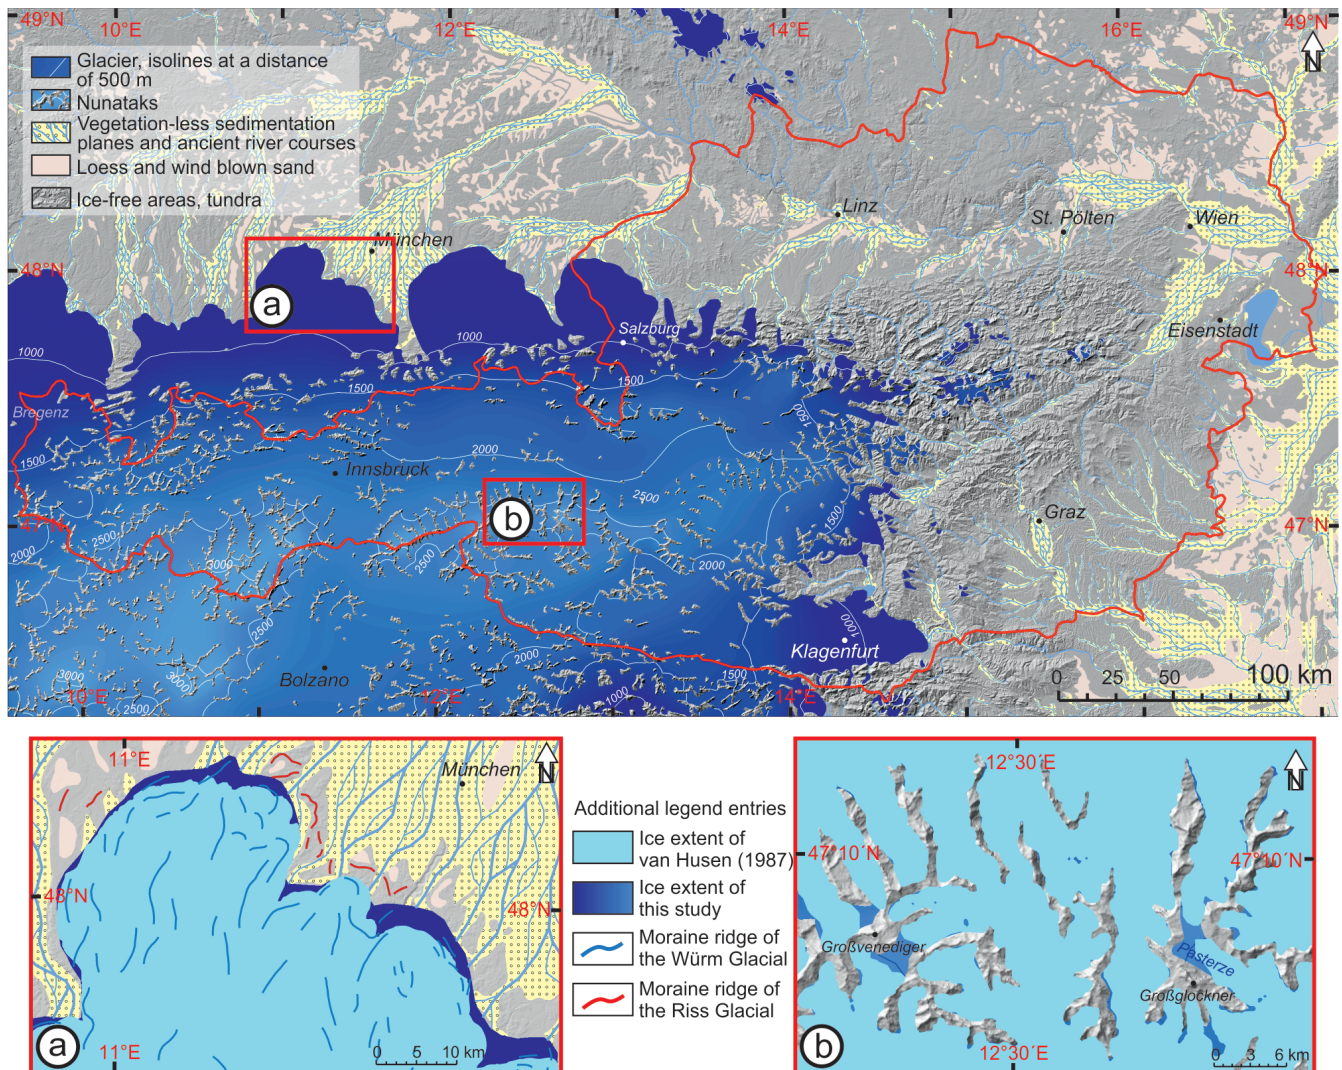 49°N
10°E
12°E
14°E
16°E
49°N
N
Glacier, isolines at a distance
of 500 m
Nunataks
Vegetation-less sedimentation
planes and ancient river courses
Loess and wind blown sand
Ice-free areas, tundra
Linz
St. Pölten
Wien
München
48°N
48°N
a
Salzburg
Eisenstadt
1000
1000
1500
1500
Bregenz
1500
1500
2000
Innsbruck
2500
b
1500
Graz
47°N
47°N
2000
2500
2500
3000
2000
2500
1000
Klagenfurt
2000
Bolzano
1500
3000
3000
2500
1000
10°E
12°E
14°E
0
25
50
100 km
11°E
N
München
48°N
48°N
a
11°E
0
10 km
Additional legend entries
Ice extent of
van Husen (1987)
Ice extent of
this study
Moraine ridge of
the Würm Glacial
Moraine ridge of
the Riss Glacial
12°30´E
N
47°10´N
47°10´N
Großvenediger
Pasterze
Großglockner
b
12°30´E
0
3
6 km